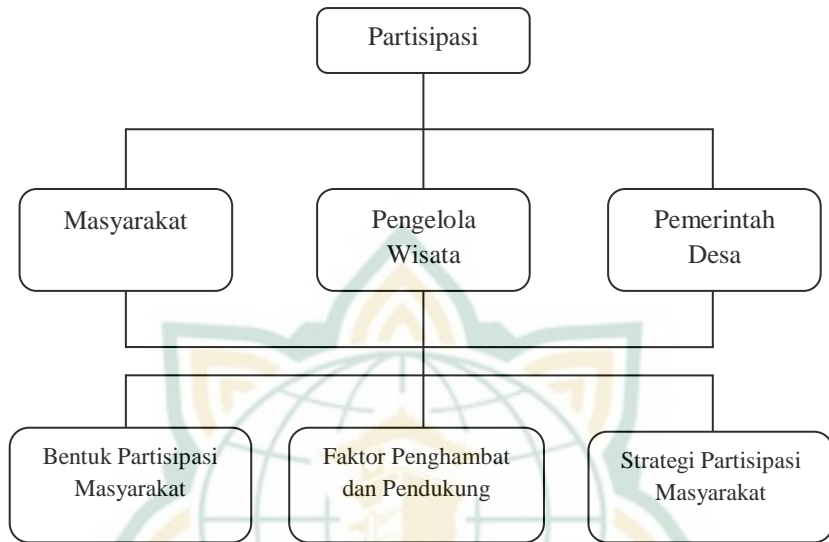 Partisipasi
Masyarakat
Pengelola
Wisata
Pemerintah
Desa
Bentuk Partisipasi
Masyarakat
Faktor Penghambat
dan Pendukung
Strategi Partisipasi
Masyarakat